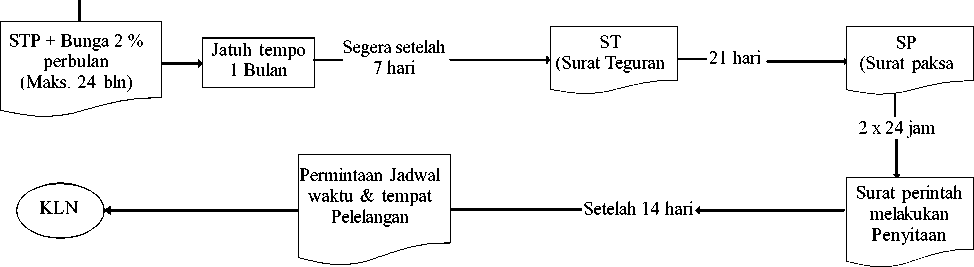 STP + Bunga 2 %
perbulan
(Maks. 24 bln)
Jatuh tempo
1 Bulan
Segera setelah
7 hari
ST
(Surat Teguran
21 hari
SP
(Surat paksa
2 x 24 jam
Surat perintah
melakukan
Penyitaan
Setelah 14 hari
Permintaan Jadwal
waktu & tempat
Pelelangan
KLN